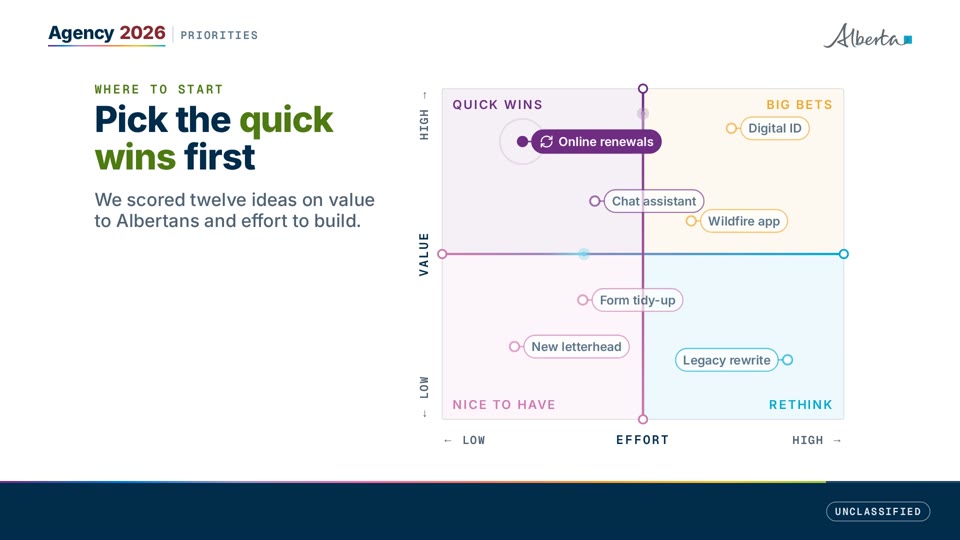 Agency 2026 | PRIORITIES
Alberta
WHERE TO START
Pick the quick
wins first
We scored twelve ideas on value
to Albertans and effort to build.
QUICK WINS
BIG BETS
Online renewals
Digital ID
Chat assistant
Wildfire app
Form tidy-up
New letterhead
Legacy rewrite
NICE TO HAVE
RETHINK
HIGH →
VALUE
← LOW
← LOW
EFFORT
HIGH →
UNCLASSIFIED